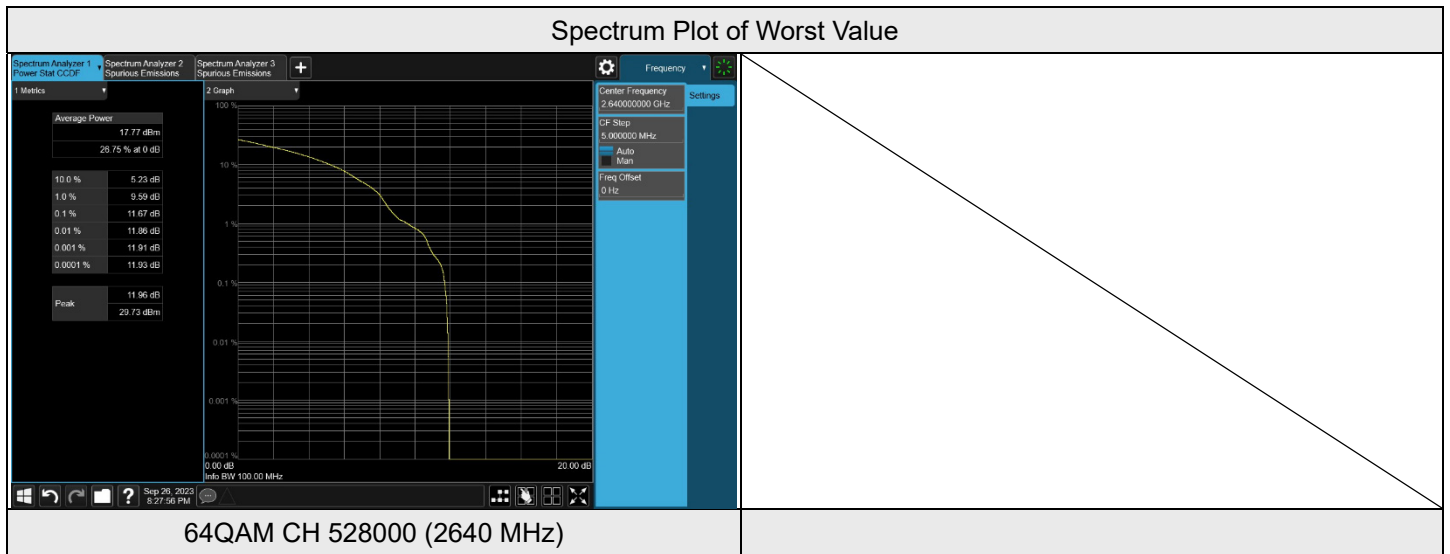 Spectrum Plot of Worst Value
Spectrum Analyzer 1
Power Stat CCDF
Spectrum Analyzer 2
Spurious Emissions
Spectrum Analyzer 3
Spurious Emissions
+
Frequency
1 Metrics
Average Power
17.77 dBm
26.75 % at 0 dB
10.0 % 5.23 dB
1.0 % 9.59 dB
0.1 % 11.67 dB
0.01 % 11.86 dB
0.001 % 11.91 dB
0.0001 % 11.93 dB
Peak
11.96 dB
29.73 dBm
2 Graph
100 %
10 %
1 %
0.1 %
0.01 %
0.001 %
0.0001 %
0.00 dB 20.00 dB
Info BW 100.00 MHz
Center Frequency
2.640000000 GHz
CF Step
5.000000 MHz
Auto
Man
Freq Offset
0 Hz
Settings
?
Sep 26, 2023
8:27:56 PM
64QAM CH 528000 (2640 MHz)